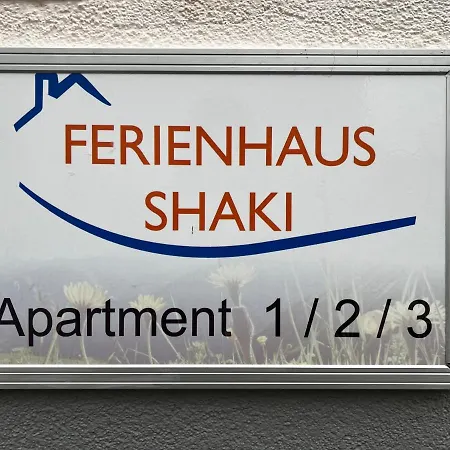 FERIENHAUS
SHAKI
Apartment 1 / 2 / 3